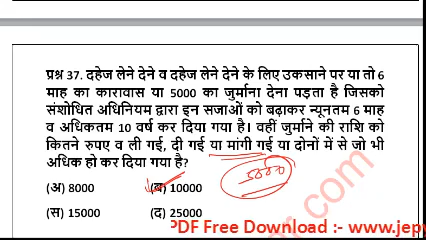 प्रश्न 37. दहेज लेने देने व दहेज लेने देने के लिए उकसाने पर या तो 6
माह का कारावास या 5000 का जुर्माना देना पड़ता है जिसको
संशोधित अधिनियम द्वारा इन सजाओं को बढ़ाकर न्यूनतम 6 माह
व अधिकतम 10 वर्ष कर दिया गया है। वहीं जुर्माने की राशि को
कितने रुपए व ली गई, दी गई या मांगी गई या दोनों में से जो भी
अधिक हो कर दिया गया है?
(अ) 8000 (ब) 10000
(स) 15000 (द) 25000
PDF Free Download :- www.jepy